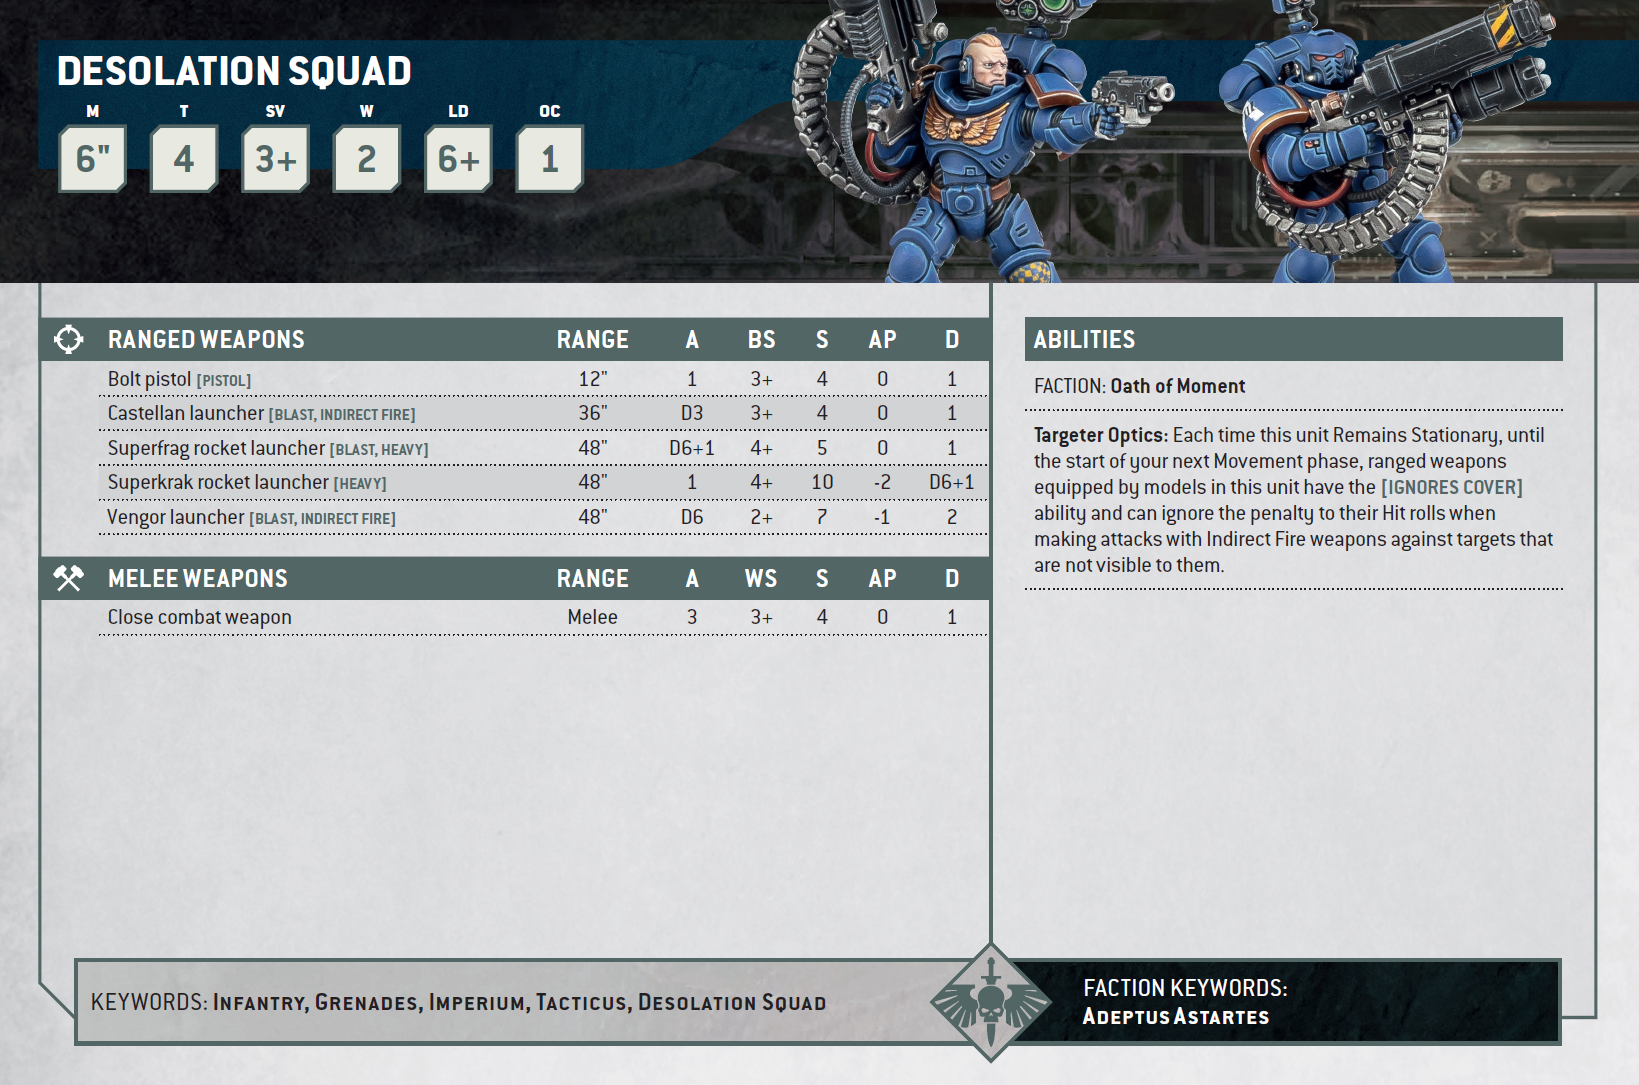 DESOLATION SQUAD
M T SV W LD OC
6" 4 3+ 2 6+ 1
RANGED WEAPONS RANGE A BS S AP D
Bolt pistol [PISTOL] 12" 1 3+ 4 0 1
Castellan launcher [BLAST, INDIRECT FIRE] 36" D3 3+ 4 0 1
Superfrag rocket launcher [BLAST, HEAVY] 48" D6+1 4+ 5 0 1
Superkrak rocket launcher [HEAVY] 48" 1 4+ 10 -2 D6+1
Vengor launcher [BLAST, INDIRECT FIRE] 48" D6 2+ 7 -1 2
MELEE WEAPONS RANGE A WS S AP D
Close combat weapon Melee 3 3+ 4 0 1
ABILITIES
FACTION: Oath of Moment
Targeter Optics: Each time this unit Remains Stationary, until
the start of your next Movement phase, ranged weapons
equipped by models in this unit have the [IGNORES COVER]
ability and can ignore the penalty to their Hit rolls when
making attacks with Indirect Fire weapons against targets that
are not visible to them.
KEYWORDS: INFANTRY, GRENADES, IMPERIUM, TACTICUS, DESOLATION SQUAD
FACTION KEYWORDS:
ADEPTUS ASTARTES